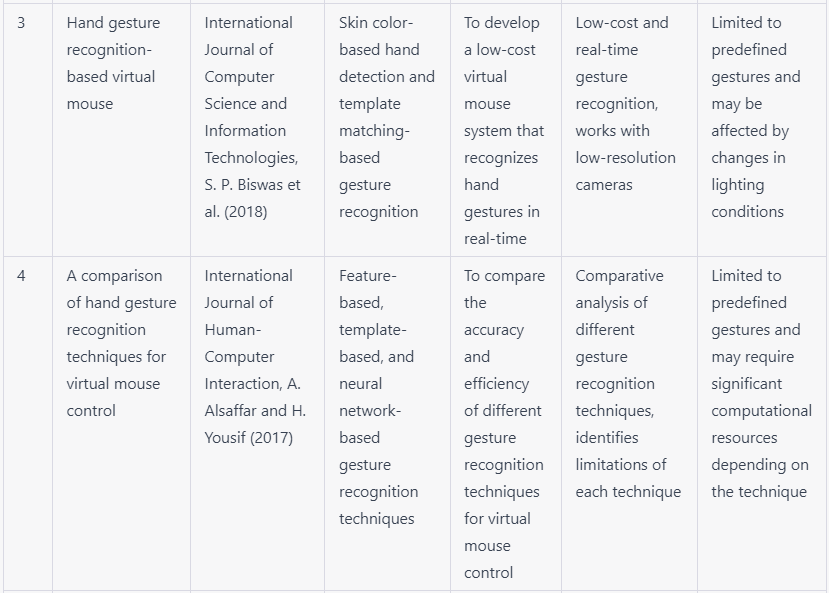 3
Hand gesture
recognition-
based virtual
mouse
International
Journal of
Computer
Science and
Information
Technologies,
S. P. Biswas et
al. (2018)
Skin color-
based hand
detection and
template
matching-
based
gesture
recognition
To develop
a low-cost
virtual
mouse
system that
recognizes
hand
gestures in
real-time
Low-cost and
real-time
gesture
recognition,
works with
low-resolution
cameras
Limited to
predefined
gestures and
may be
affected by
changes in
lighting
conditions
4
A comparison
of hand gesture
recognition
techniques for
virtual mouse
control
International
Journal of
Human-
Computer
Interaction, A.
Alsaffar and H.
Yousif (2017)
Feature-
based,
template-
based, and
neural
network-
based
gesture
recognition
techniques
To compare
the
accuracy
and
efficiency
of different
gesture
recognition
techniques
for virtual
mouse
control
Comparative
analysis of
different
gesture
recognition
techniques,
identifies
limitations of
each technique
Limited to
predefined
gestures and
may require
significant
computational
resources
depending on
the technique